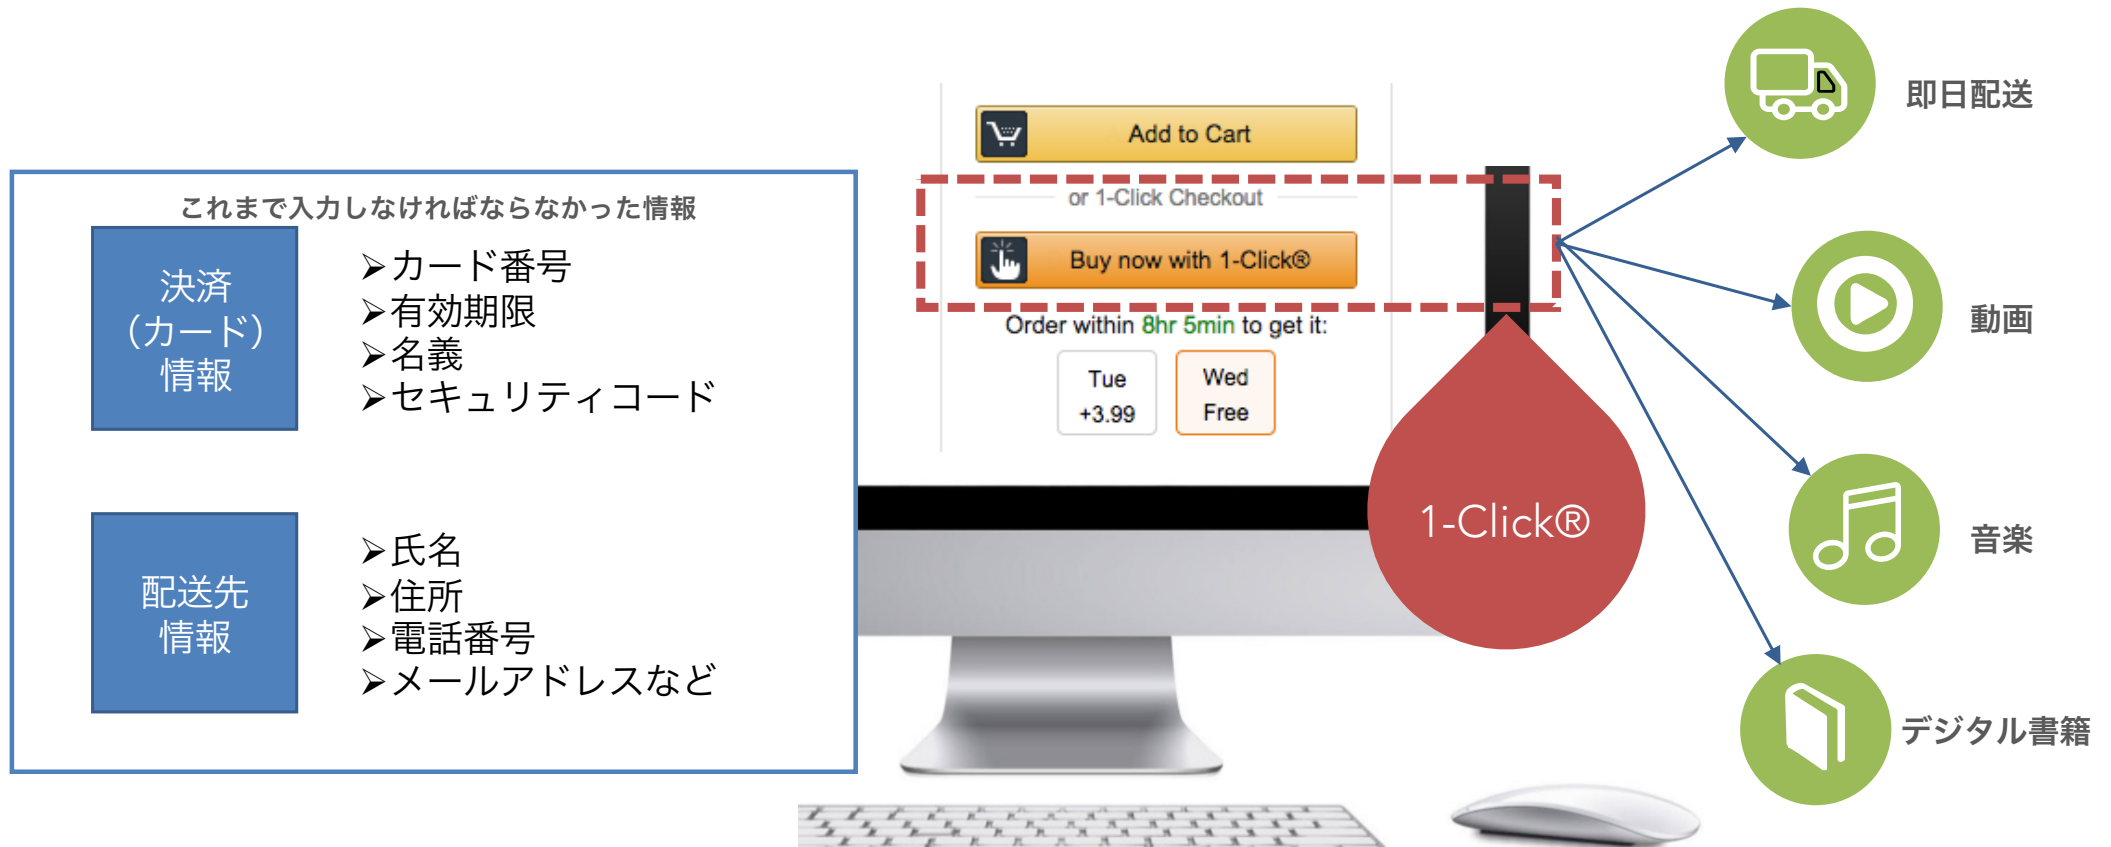 これまで入力しなければならなかった情報
決済
（カード）
情報
➢カード番号
➢有効期限
➢名義
➢セキュリティコード
配送先
情報
➢氏名
➢住所
➢電話番号
➢メールアドレスなど
Add to Cart
or 1-Click Checkout
Buy now with 1-Click®
Order within 8hr 5min to get it:
Tue
+3.99
Wed
Free
1-Click®
即日配送
動画
音楽
デジタル書籍